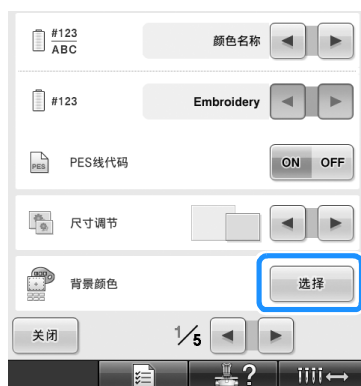 #123
ABC
颜色名称
#123
Embroidery
PES
PES线代码
ON OFF
尺寸调节
背景颜色
选择
关闭
1/5
?